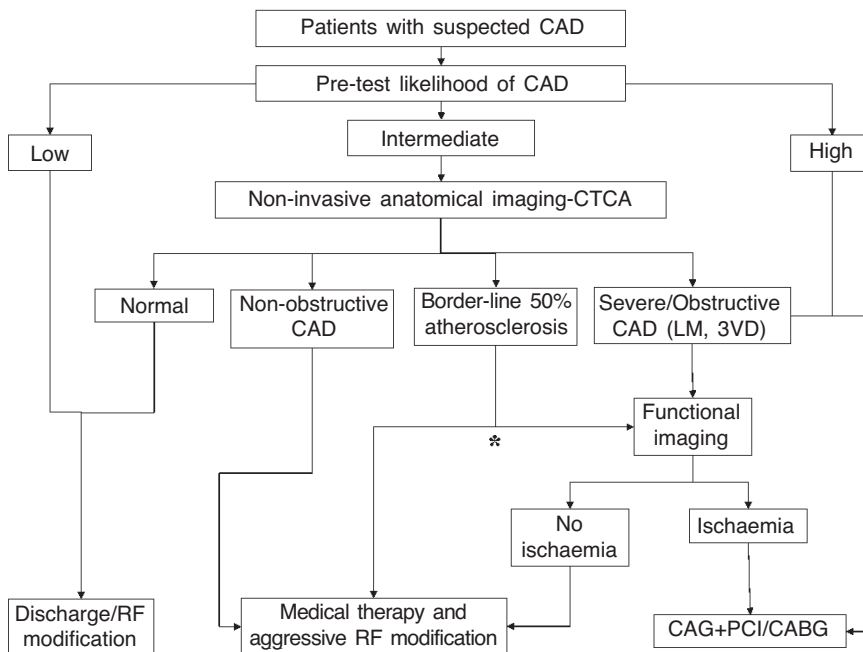 Patients with suspected CAD
Pre-test likelihood of CAD
Low
Intermediate
High
Non-invasive anatomical imaging-CTCA
Normal
Non-obstructive
CAD
Border-line 50%
atherosclerosis
Severe/Obstructive
CAD (LM, 3VD)
Functional
imaging
*
No
ischaemia
Ischaemia
Discharge/RF
modification
Medical therapy and
aggressive RF modification
CAG+PCI/CABG